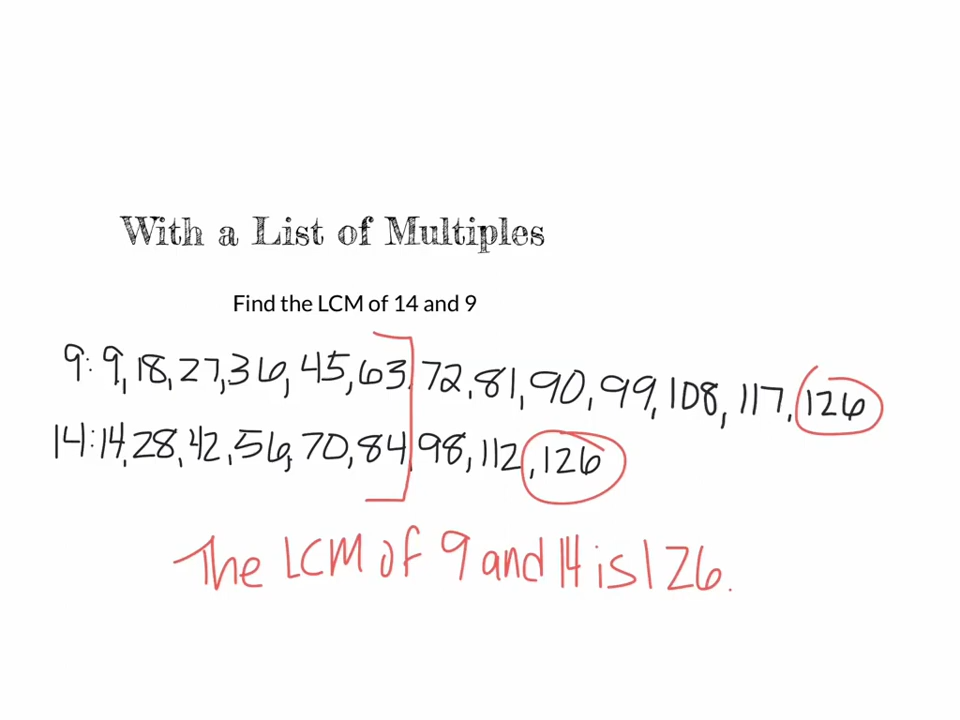 With a List of Multiples
Find the LCM of 14 and 9
9: 9, 18, 27, 36, 45, 63, 72, 81, 90, 99, 108, 117, 126
14: 14, 28, 42, 56, 70, 84, 98, 112, 126
The LCM of 9 and 14 is 126.